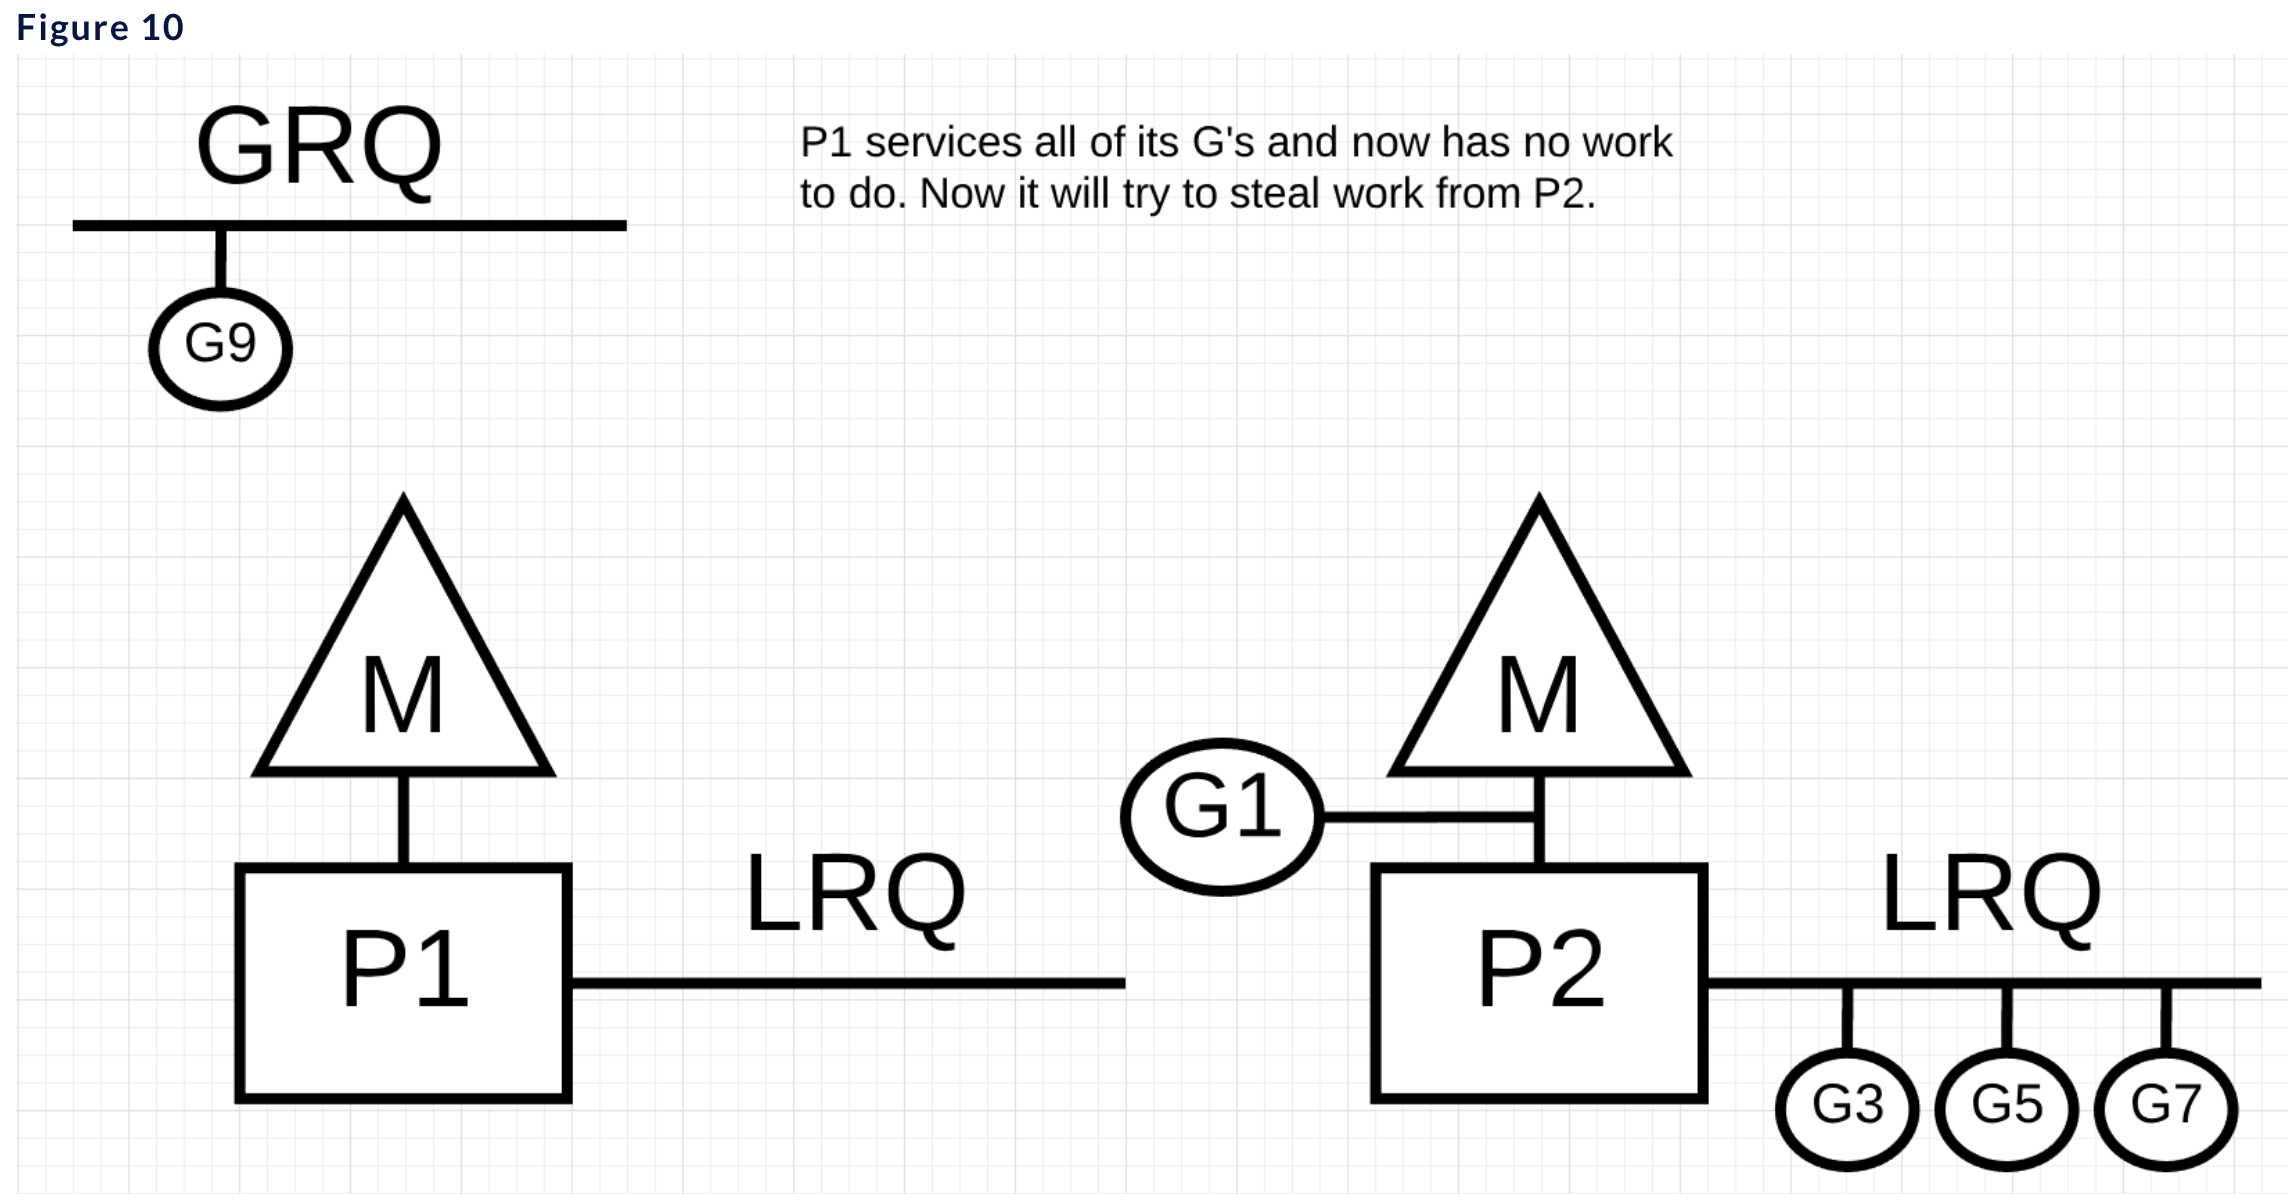 Figure 10
GRQ
P1 services all of its G's and now has no work
to do. Now it will try to steal work from P2.
G9
M
M
G1
LRQ
LRQ
P1
P2
G3
G5
G7